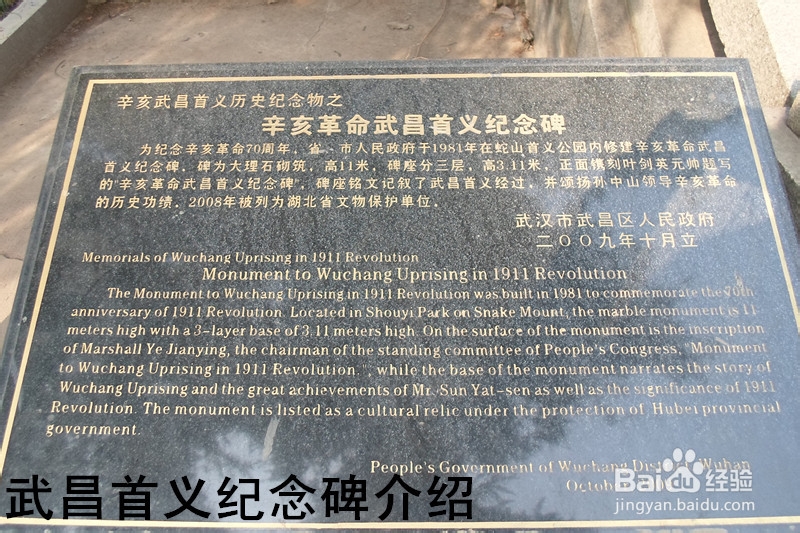 辛亥武昌首义历史纪念物之
辛亥革命武昌首义纪念碑
为纪念辛亥革命70周年，省、市人民政府于1981年在蛇山首义公园内修建辛亥革命武昌
首义纪念碑，碑为大理石砌筑，高11米，碑座分三层，高3.11米，正面镌刻叶剑英元帅题写
的"辛亥革命武昌首义纪念碑"，碑座铭文记叙了武昌首义经过，并颂扬孙中山领导辛亥革命
的历史功绩，2008年被列为湖北省文物保护单位。
武汉市武昌区人民政府
二〇〇九年十月立
Memorials of Wuchang Uprising in 1911 Revolution
Monument to Wuchang Uprising in 1911 Revolution
The Monument to Wuchang Uprising in 1911 Revolution was built in 1981 to commemorate the 70th
anniversary of 1911 Revolution. Located in Shouyi Park on Snake Mount, the marble monument is 11
meters high with a 3-layer base of 3.11 meters high. On the surface of the monument is the inscription
of Marshall Ye Jianying, the chairman of the standing committee of People's Congress, "Monument
to Wuchang Uprising in 1911 Revolution ", while the base of the monument narrates the story of
Wuchang Uprising and the great achievements of Mr. Sun Yat-sen as well as the significance of 1911
Revolution. The monument is listed as a cultural relic under the protection of Hubei provincial
government.
People's Government of Wuchang District, Wuhan
October
武昌首义纪念碑介绍
Baidu 经验
jingyan.baidu.com